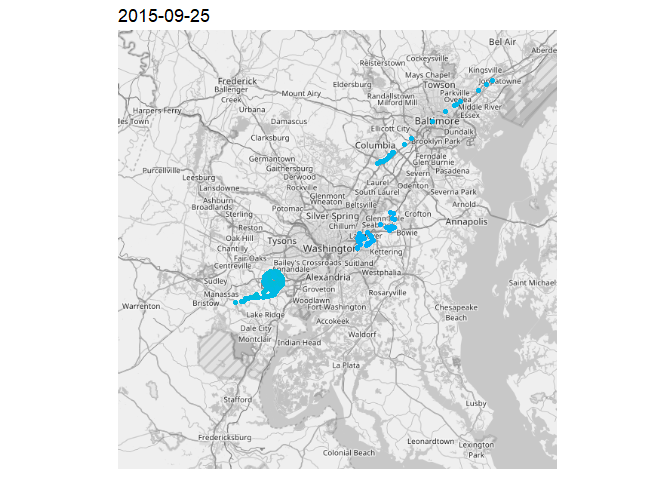 2015-09-25
Bel Air
Cockeysville
Aberde
Reisterstown
Kingsville
Mays Chapel
Frederick
Eldersburg
Towson
Ballenger
Creek
Mount Airy
Randallstown
Milford Mill
Parkville
Overlea
Middle River
Essex
Harpers Ferry
Urbana
les Town
Damascus
Baltimore
Ellicott City
Dundalk
Clarksburg
Columbia
Brooklyn Park
Ferndale
Glen Burnie
Germantown
Purcellville
Gaithersburg
Derwood
Severn
Pasadena
Leesburg
Laurel
Lansdowne
Rockville
South Laurel
Odenton
Severna Park
Ashburn
Broadlands
Glenmont
Wheaton
Beltsville
Arnold
Sterling
Potomac
Silver Spring
Crofton
Reston
Chillum
Annapolis
Oak Hill
Tysons
Bowie
Chantilly
Washington
Kettering
Fair Oaks
Centreville
Bailey's Crossroads
Annandale
Suitland
Sudley
Alexandria
Westphalia
Manassas
Groveton
Saint Michael
Bristow
Woodlawn
Rosaryville
Warrenton
Fort Washington
Lake Ridge
Accokeek
Chesapeake
Beach
Dale City
Montclair
Indian Head
Waldorf
La Plata
Stafford
Lusby
Fredericksburg
Leonardtown
Lexington
Park
Colonial Beach